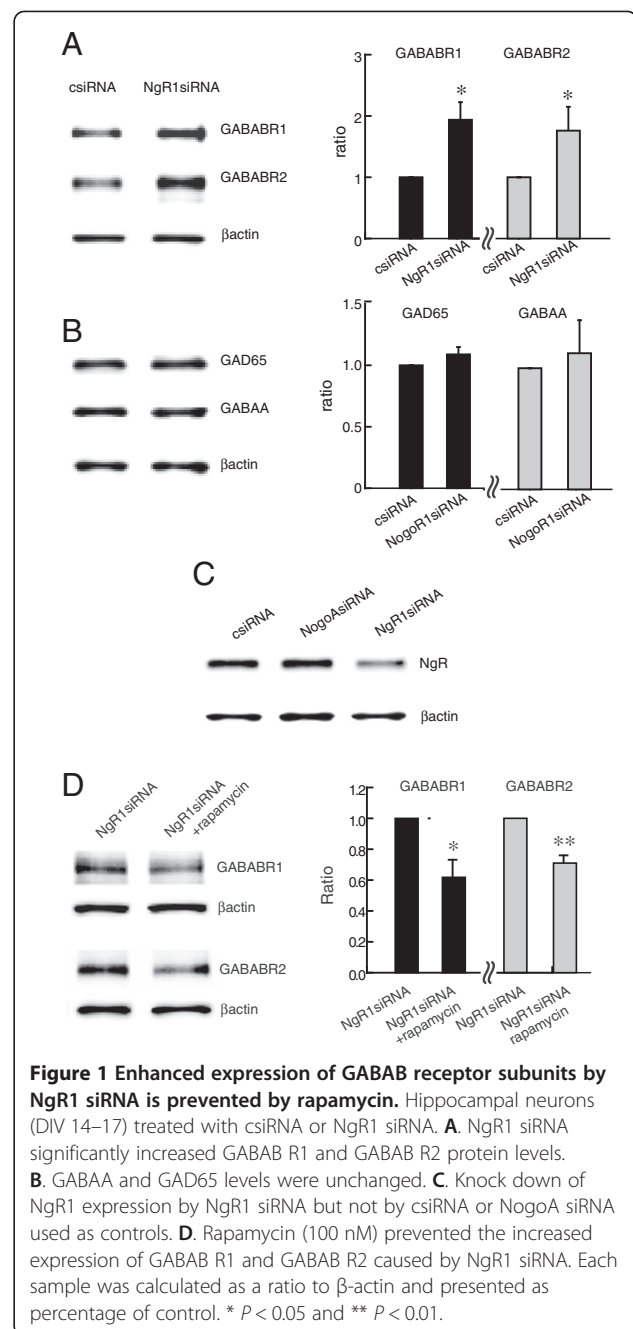 A
csiRNA NgR1siRNA
GABABR1
GABABR2
βactin
3
2
1
0
ratio
GABABR1 GABABR2
* *
csiRNA
NgR1siRNA
csiRNA
NgR1siRNA
B
GAD65
GABAA
βactin
1.5
1.0
0.5
0
ratio
GAD65 GABAA
csiRNA
NogoR1siRNA
csiRNA
NogoR1siRNA
C
csiRNA
NogoAsiRNA
NgR1siRNA
NgR
βactin
D
NgR1siRNA
NgR1siRNA
+rapamycin
GABABR1
βactin
GABABR2
βactin
1.2
1.0
0.8
0.6
0.4
0.2
0.0
Ratio
GABABR1 GABABR2
* **
NgR1siRNA
NgR1siRNA
+rapamycin
NgR1siRNA
NgR1siRNA
rapamycin
Figure 1 Enhanced expression of GABAB receptor subunits by
NgR1 siRNA is prevented by rapamycin. Hippocampal neurons
(DIV 14–17) treated with csiRNA or NgR1 siRNA. A. NgR1 siRNA
significantly increased GABAB R1 and GABAB R2 protein levels.
B. GABAA and GAD65 levels were unchanged. C. Knock down of
NgR1 expression by NgR1 siRNA but not by csiRNA or NogoA siRNA
used as controls. D. Rapamycin (100 nM) prevented the increased
expression of GABAB R1 and GABAB R2 caused by NgR1 siRNA. Each
sample was calculated as a ratio to β-actin and presented as
percentage of control. * P < 0.05 and ** P < 0.01.